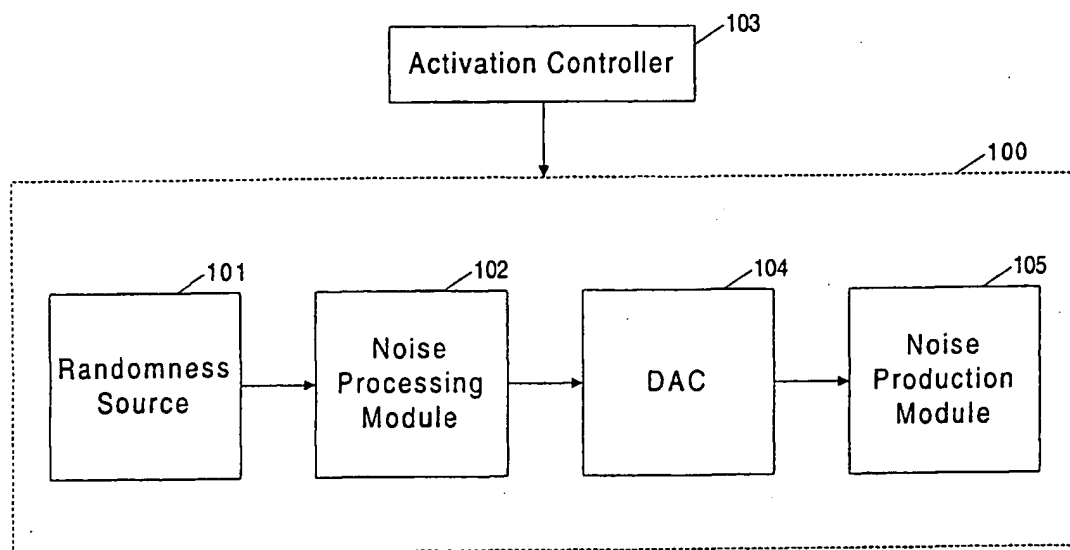 103
Activation Controller
100
101
102
104
105
Randomness
Source
Noise
Processing
Module
DAC
Noise
Production
Module